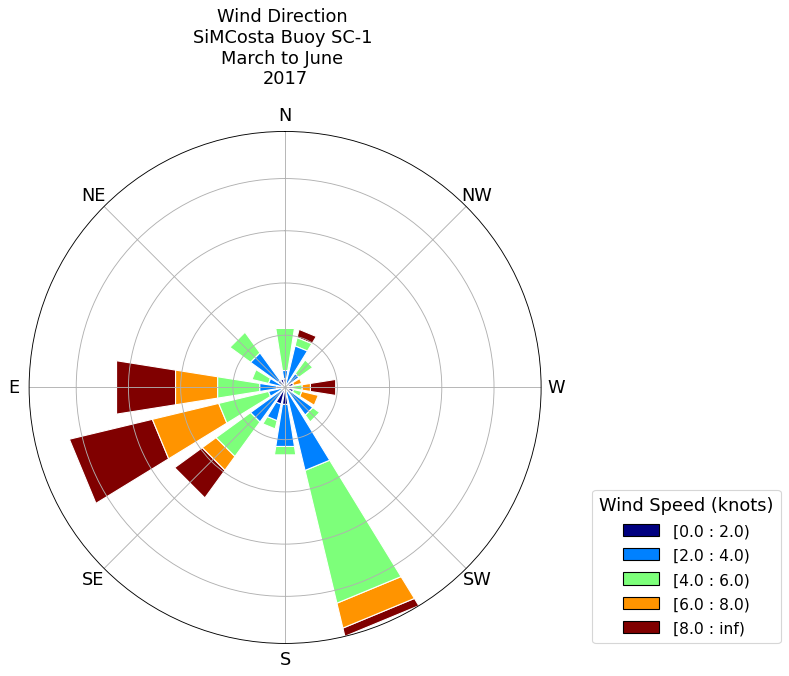 Wind Direction
SiMCosta Buoy SC-1
March to June
2017
N
NE
NW
E
W
SE
SW
S
Wind Speed (knots)
[0.0 : 2.0)
[2.0 : 4.0)
[4.0 : 6.0)
[6.0 : 8.0)
[8.0 : inf)